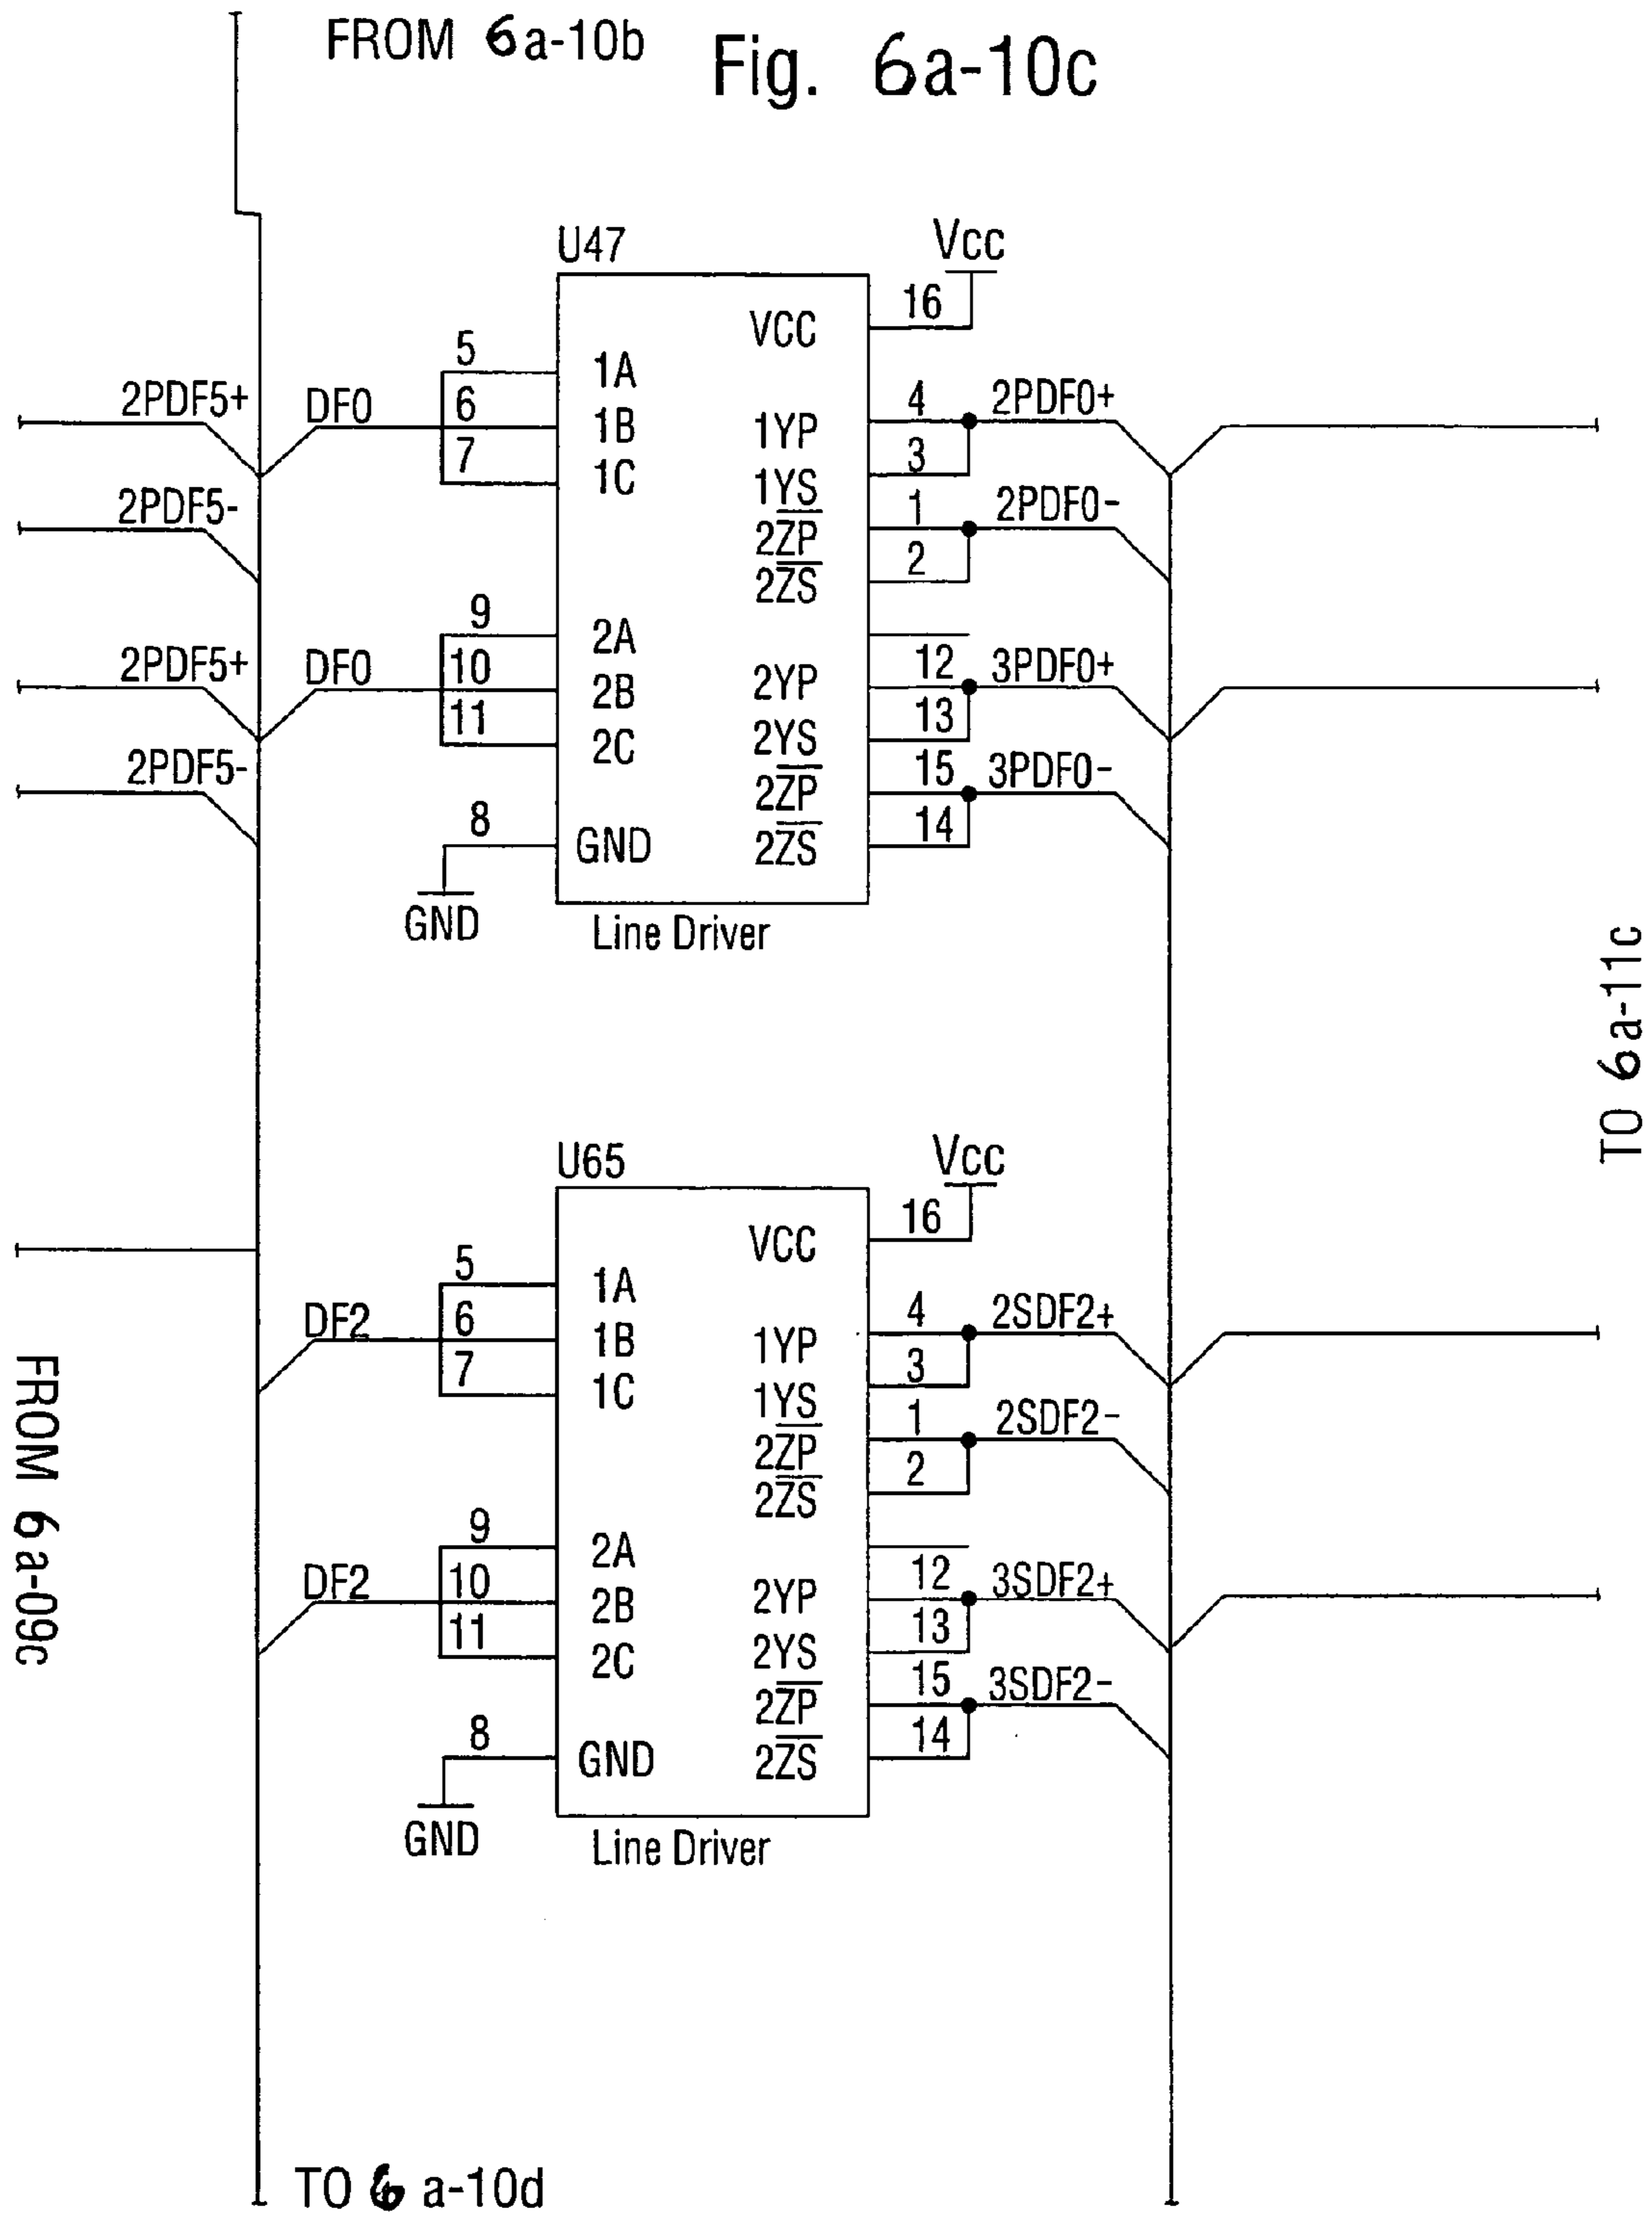 FROM 6a-10b
Fig. 6a-10c
U47
Vcc
16
VCC
5
1A
2PDF5+
DF0
6
1B
4
2PDF0+
1YP
7
1C
3
1YS
2PDF5-
1
2PDF0-
2ZP
2
2ZS
9
2A
2PDF5+
DF0
10
2B
12
3PDF0+
2YP
11
2C
13
2YS
2PDF5-
15
3PDF0-
2ZP
8
GND
14
2ZS
GND
Line Driver
TO 6a-11c
U65
Vcc
16
VCC
5
1A
DF2
6
1B
4
2SDF2+
1YP
7
1C
3
1YS
1
2SDF2-
2ZP
2
2ZS
FROM 6a-09c
9
2A
DF2
10
2B
12
3SDF2+
2YP
11
2C
13
2YS
15
3SDF2-
2ZP
8
GND
14
2ZS
GND
Line Driver
TO 6a-10d